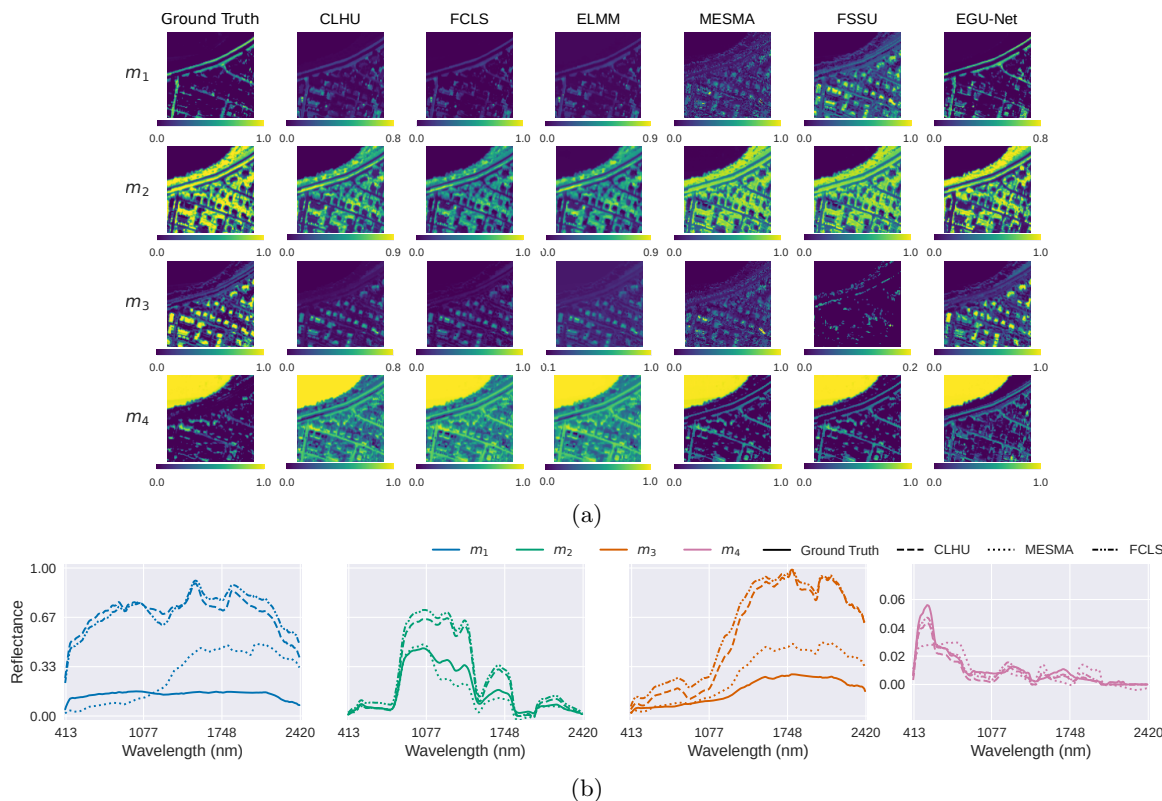 Ground Truth CLHU FCLS ELMM MESMA FSSU EGU-Net
m1
0.0 1.0 0.0 0.8 0.0 1.0 0.0 0.9 0.0 1.0 0.0 1.0 0.0 0.8
m2
0.0 1.0 0.0 0.9 0.0 1.0 0.0 0.9 0.0 1.0 0.0 1.0 0.0 1.0
m3
0.0 1.0 0.0 0.8 0.0 1.0 0.1 1.0 0.0 1.0 0.0 0.2 0.0 1.0
m4
0.0 1.0 0.0 1.0 0.0 1.0 0.0 1.0 0.0 1.0 0.0 1.0 0.0 1.0
(a)
m1 m2 m3 m4 Ground Truth CLHU MESMA FCLS
1.00
0.67
0.33
0.00
Reflectance
0.06
0.04
0.02
0.00
413 1077 1748 2420 413 1077 1748 2420 413 1077 1748 2420 413 1077 1748 2420
Wavelength (nm) Wavelength (nm) Wavelength (nm) Wavelength (nm)
(b)